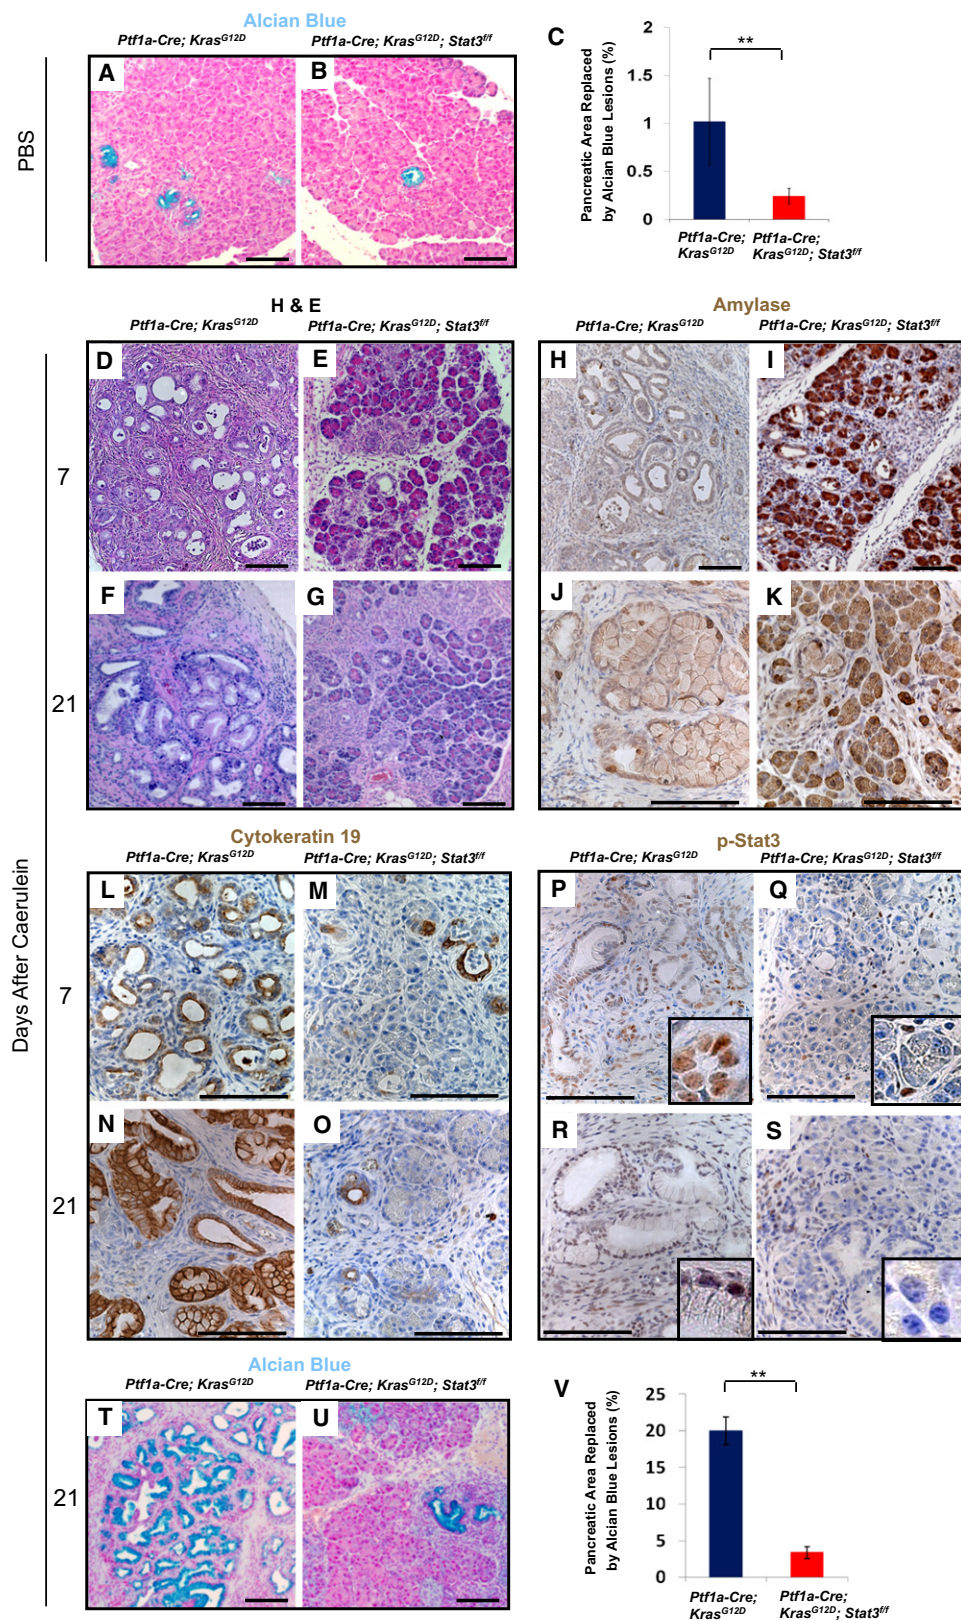 Alcian Blue
Ptf1a-Cre; KrasG12D Ptf1a-Cre; KrasG12D; Stat3f/f
PBS
A B
C
Pancreatic Area Replaced
by Alcian Blue Lesions (%)
2
1.5
1
0.5
0
**
Ptf1a-Cre;
KrasG12D
Ptf1a-Cre;
KrasG12D; Stat3f/f
H & E
Ptf1a-Cre; KrasG12D Ptf1a-Cre; KrasG12D; Stat3f/f
Amylase
Ptf1a-Cre; KrasG12D Ptf1a-Cre; KrasG12D; Stat3f/f
Days After Caerulein
7
D E H I
21
F G J K
Cytokeratin 19
Ptf1a-Cre; KrasG12D Ptf1a-Cre; KrasG12D; Stat3f/f
p-Stat3
Ptf1a-Cre; KrasG12D Ptf1a-Cre; KrasG12D; Stat3f/f
7
L M P Q
21
N O R S
Alcian Blue
Ptf1a-Cre; KrasG12D Ptf1a-Cre; KrasG12D; Stat3f/f
21
T U
V
Pancreatic Area Replaced
by Alcian Blue Lesions (%)
25
20
15
10
5
0
**
Ptf1a-Cre;
KrasG12D
Ptf1a-Cre;
KrasG12D; Stat3f/f